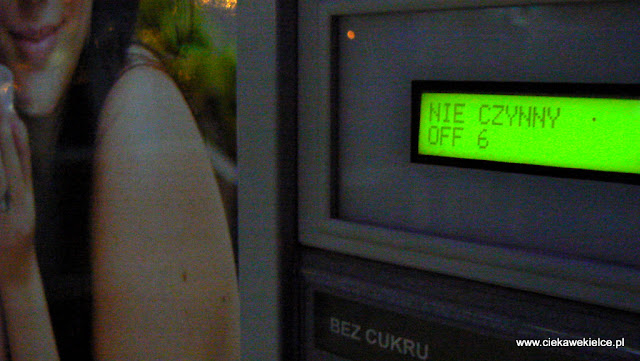 NIE CZYNNY
OFF 6
BEZ CUKRU
www.ciekawekielce.pl